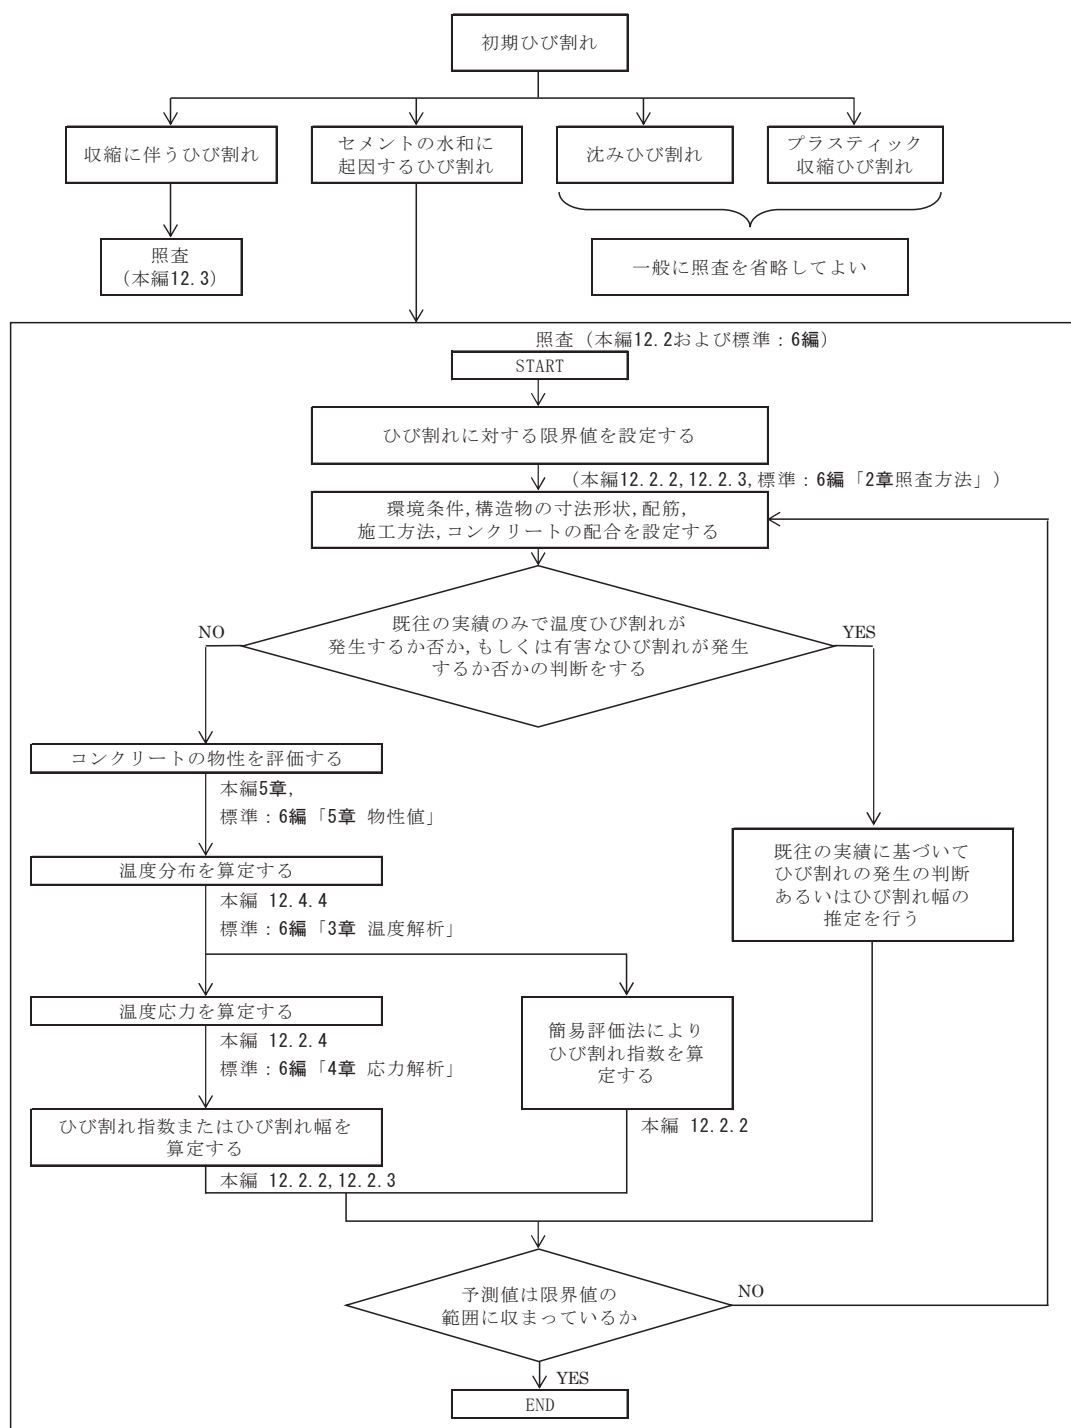 初期ひび割れ
収縮に伴うひび割れ
セメントの水和に
起因するひび割れ
沈みひび割れ
プラスティック
収縮ひび割れ
照査
(本編12.3)
一般に照査を省略してよい
照査（本編12.2および標準：6編）
START
ひび割れに対する限界値を設定する
（本編12.2.2,12.2.3,標準：6編「2章照査方法」）
環境条件,構造物の寸法形状,配筋,
施工方法,コンクリートの配合を設定する
既往の実績のみで温度ひび割れが
発生するか否か,もしくは有害なひび割れが発生
するか否かの判断をする
NO
YES
コンクリートの物性を評価する
本編5章,
標準：6編「5章 物性値」
温度分布を算定する
本編 12.4.4
標準：6編「3章 温度解析」
既往の実績に基づいて
ひび割れの発生の判断
あるいはひび割れ幅の
推定を行う
温度応力を算定する
本編 12.2.4
標準：6編「4章 応力解析」
簡易評価法により
ひび割れ指数を算
定する
本編 12.2.2
ひび割れ指数またはひび割れ幅を
算定する
本編 12.2.2,12.2.3
予測値は限界値の
範囲に収まっているか
NO
YES
END